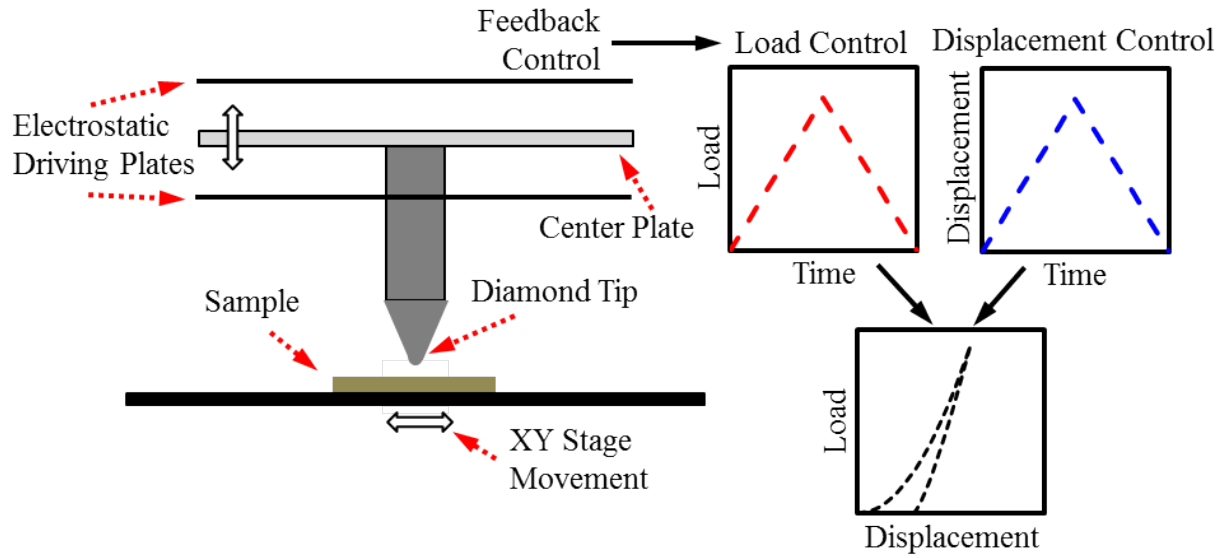 Feedback
Control
Load Control
Displacement Control
Electrostatic
Driving Plates
Load
Time
Displacement
Time
Center Plate
Sample
Diamond Tip
XY Stage
Movement
Load
Displacement